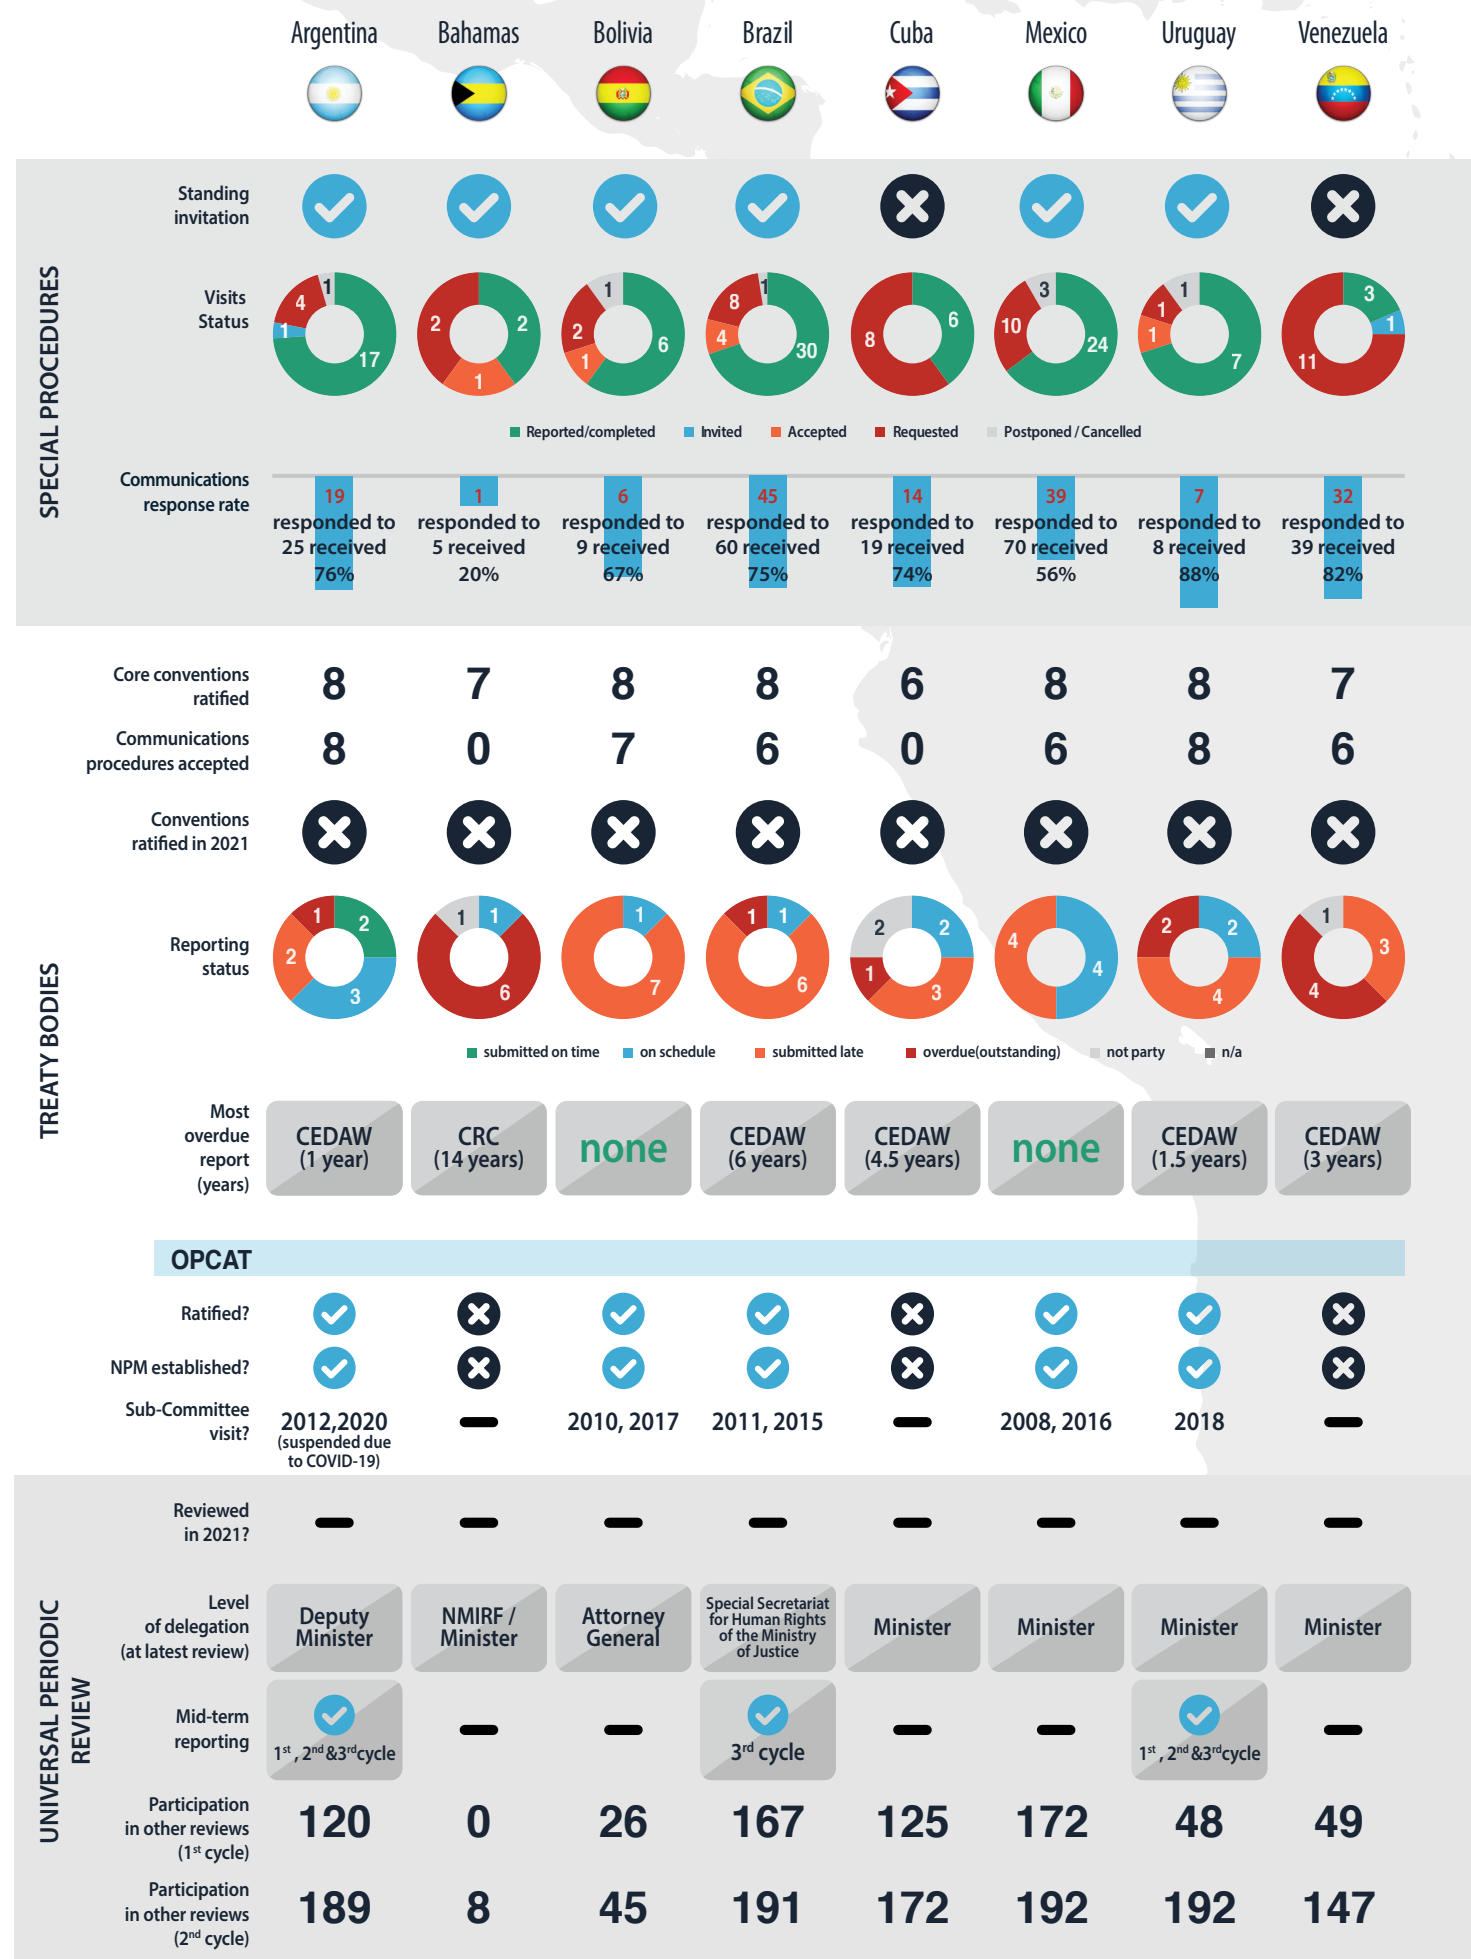 Argentina Bahamas Bolivia Brazil Cuba Mexico Uruguay Venezuela
SPECIAL PROCEDURES
Standing
invitation
Visits
Status
1 4 1 17
2 2 1
1 2 1 6
1 8 4 30
8 6
3 10 24
1 1 1 7
3 1 11
Reported/completed Invited Accepted Requested Postponed / Cancelled
Communications
response rate
19 1 6 45 14 39 7 32
responded to responded to responded to responded to responded to responded to responded to responded to
25 received 5 received 9 received 60 received 19 received 70 received 8 received 39 received
76% 20% 67% 75% 74% 56% 88% 82%
TREATY BODIES
Core conventions
ratified
8 7 8 8 6 8 8 7
Communications
procedures accepted
8 0 7 6 0 6 8 6
Conventions
ratified in 2021
Reporting
status
1 2 2 3
1 1 6
1 7
1 1 6
2 2 1 3
4 4
2 2 4
1 3 4
submitted on time on schedule submitted late overdue(outstanding) not party n/a
Most
overdue
report
(years)
CEDAW CRC none CEDAW CEDAW none CEDAW CEDAW
(1 year) (14 years) (6 years) (4.5 years) (1.5 years) (3 years)
OPCAT
Ratified?
NPM established?
Sub-Committee
visit?
2012,2020 2010, 2017 2011, 2015 2008, 2016 2018
(suspended due
to COVID-19)
UNIVERSAL PERIODIC
REVIEW
Reviewed
in 2021?
Level
of delegation
(at latest review)
Deputy
Minister
NMIRF /
Minister
Attorney
General
Special Secretariat
for Human Rights
of the Ministry
of Justice
Minister Minister Minister Minister
Mid-term
reporting
1st , 2nd &3rdcycle 3rd cycle 1st , 2nd &3rdcycle
Participation
in other reviews
(1st cycle)
120 0 26 167 125 172 48 49
Participation
in other reviews
(2nd cycle)
189 8 45 191 172 192 192 147